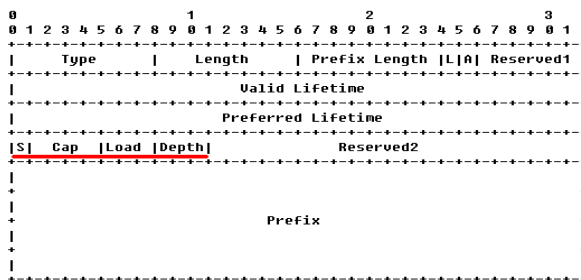 0                   1                   2                   3
0 1 2 3 4 5 6 7 8 9 0 1 2 3 4 5 6 7 8 9 0 1 2 3 4 5 6 7 8 9 0 1
+-+-+-+-+-+-+-+-+-+-+-+-+-+-+-+-+-+-+-+-+-+-+-+-+-+-+-+-+-+-+-+-
|     Type      |    Length     | Prefix Length |L|A| Reserved1
+-+-+-+-+-+-+-+-+-+-+-+-+-+-+-+-+-+-+-+-+-+-+-+-+-+-+-+-+-+-+-+-
|                         Valid Lifetime
+-+-+-+-+-+-+-+-+-+-+-+-+-+-+-+-+-+-+-+-+-+-+-+-+-+-+-+-+-+-+-+-
|                       Preferred Lifetime
+-+-+-+-+-+-+-+-+-+-+-+-+-+-+-+-+-+-+-+-+-+-+-+-+-+-+-+-+-+-+-+-
|S|  Cap  |Load |Depth|              Reserved2
+-+-+-+-+-+-+-+-+-+-+-+-+-+-+-+-+-+-+-+-+-+-+-+-+-+-+-+-+-+-+-+-
|
+
|
+                            Prefix
|
+
|
+-+-+-+-+-+-+-+-+-+-+-+-+-+-+-+-+-+-+-+-+-+-+-+-+-+-+-+-+-+-+-+-